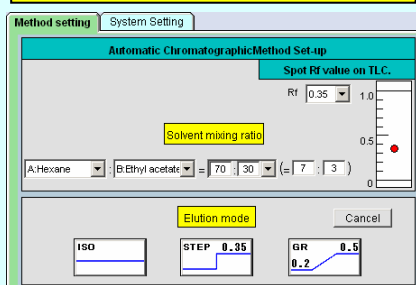 Method setting System Setting
Automatic ChromatographicMethod Set-up
Spot Rf value on TLC.
Rf 0.35 1.0
Solvent mixing ratio
0.5
A:Hexane : B:Ethyl acetate = 70 : 30 (= 7 : 3 )
0
Elution mode Cancel
ISO STEP 0.35 GR 0.5
0.2